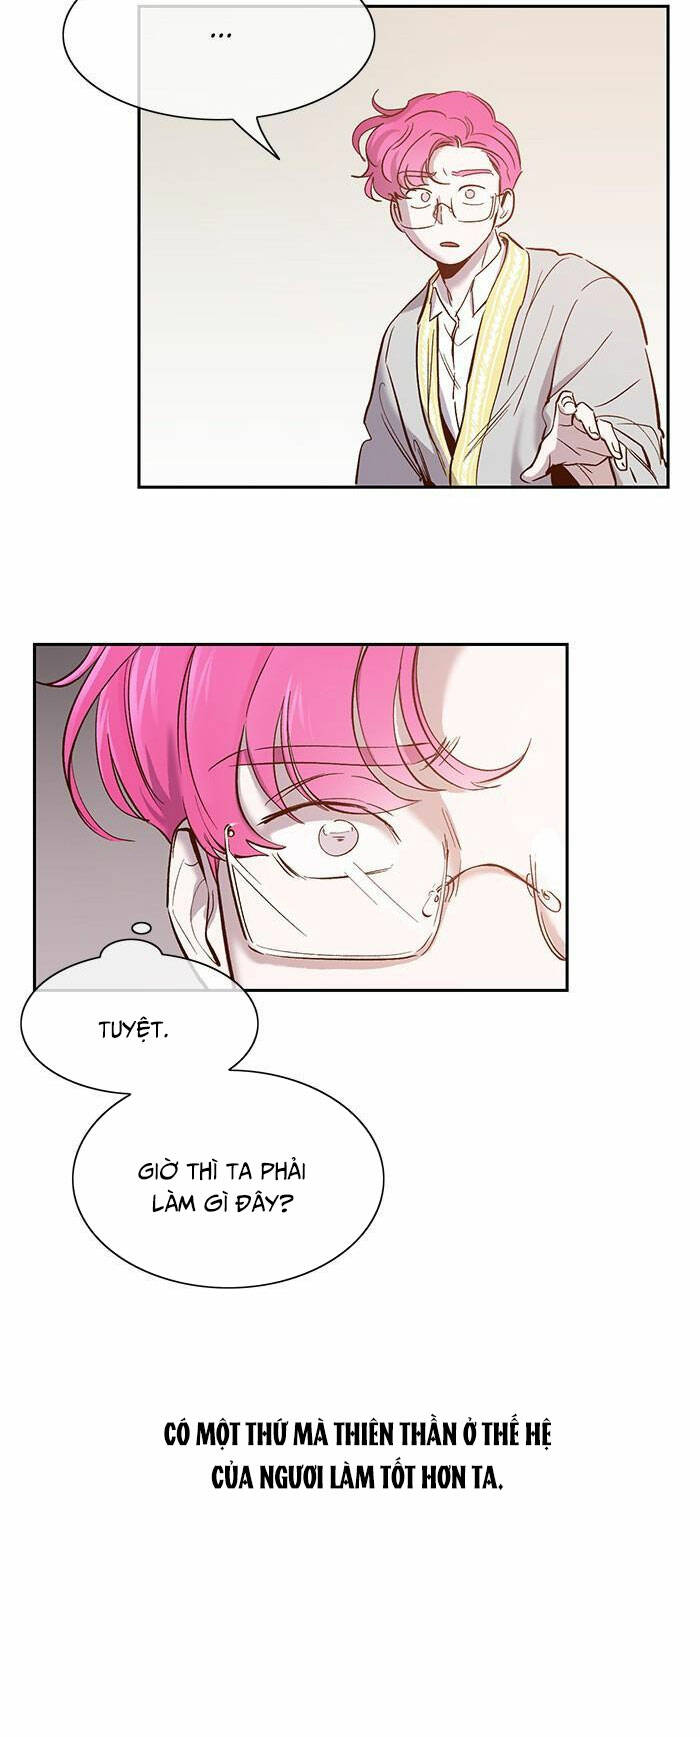 ...
TUYỆT.
GIỜ THÌ TA PHẢI
LÀM GÌ ĐÂY?
CÓ MỘT THỨ MÀ THIÊN THẦN Ở THẾ HỆ
CỦA NGƯƠI LÀM TỐT HƠN TA.